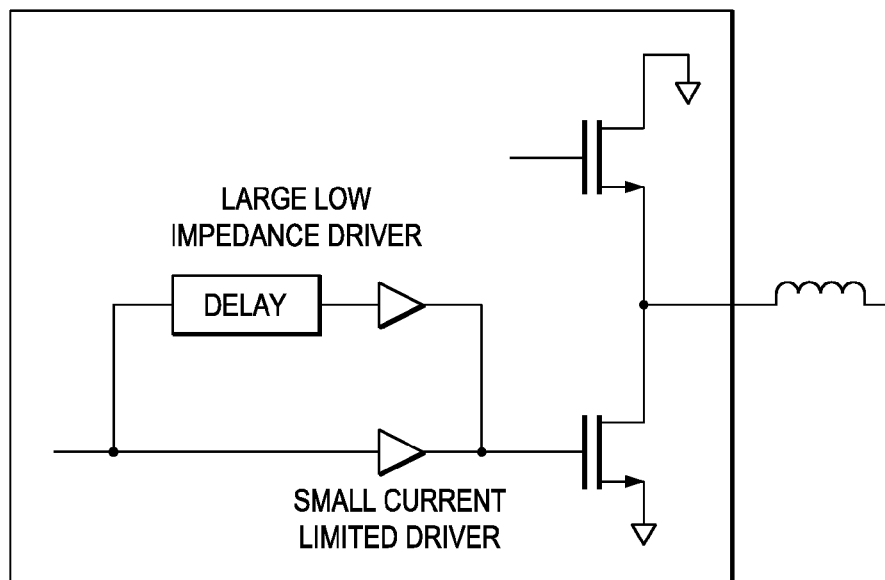 LARGE LOW
IMPEDANCE DRIVER
DELAY
SMALL CURRENT
LIMITED DRIVER